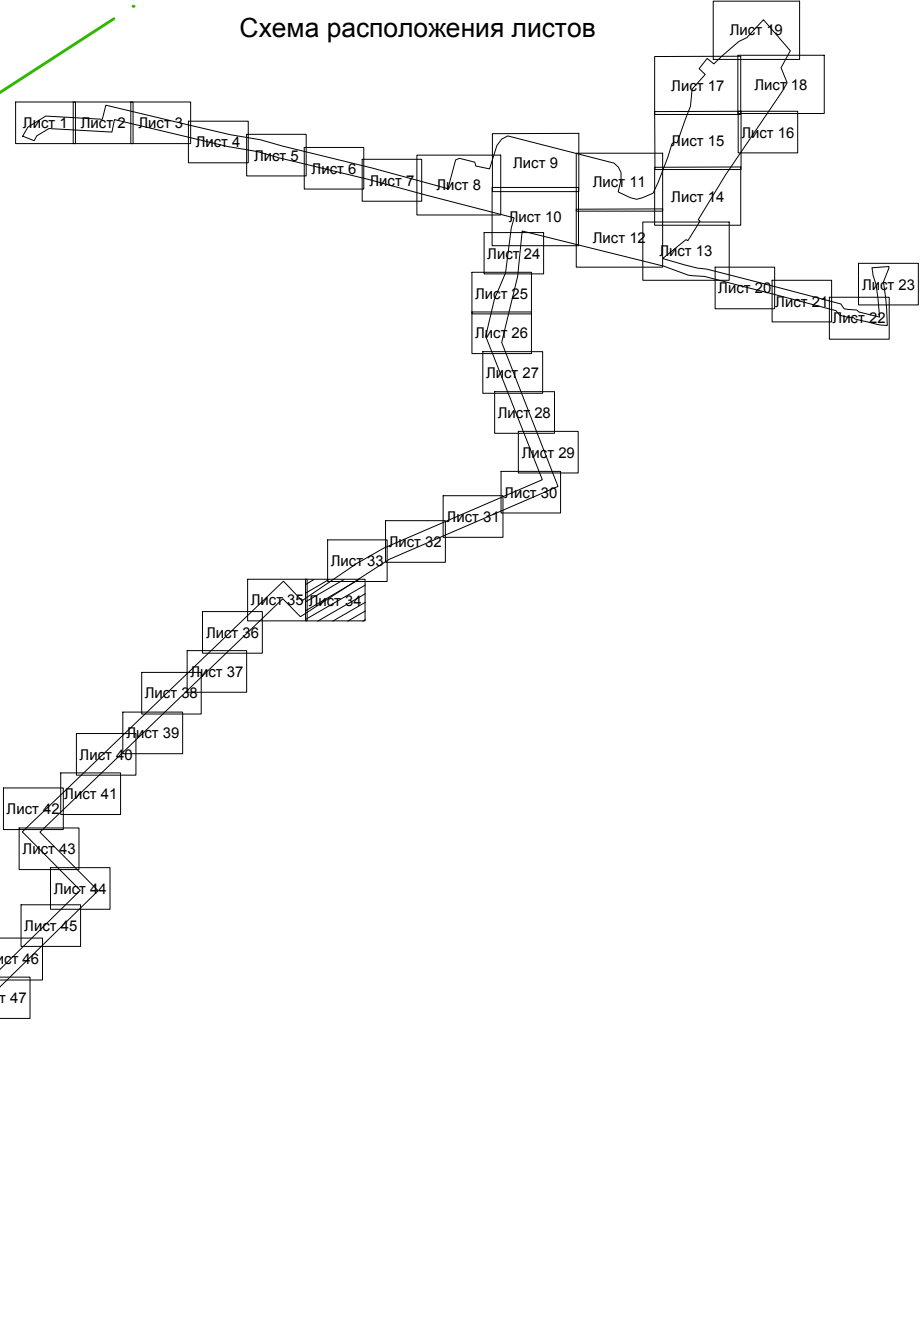 Схема расположения листов
Лист 19
Лист 17
Лист 18
Лист 1
Лист 2
Лист 3
Лист 4
Лист 5
Лист 6
Лист 7
Лист 8
Лист 9
Лист 10
Лист 11
Лист 12
Лист 15
Лист 16
Лист 14
Лист 13
Лист 20
Лист 21
Лист 22
Лист 23
Лист 24
Лист 25
Лист 26
Лист 27
Лист 28
Лист 29
Лист 30
Лист 31
Лист 32
Лист 33
Лист 34
Лист 35
Лист 36
Лист 37
Лист 38
Лист 39
Лист 40
Лист 41
Лист 42
Лист 43
Лист 44
Лист 45
ист 46
т 47